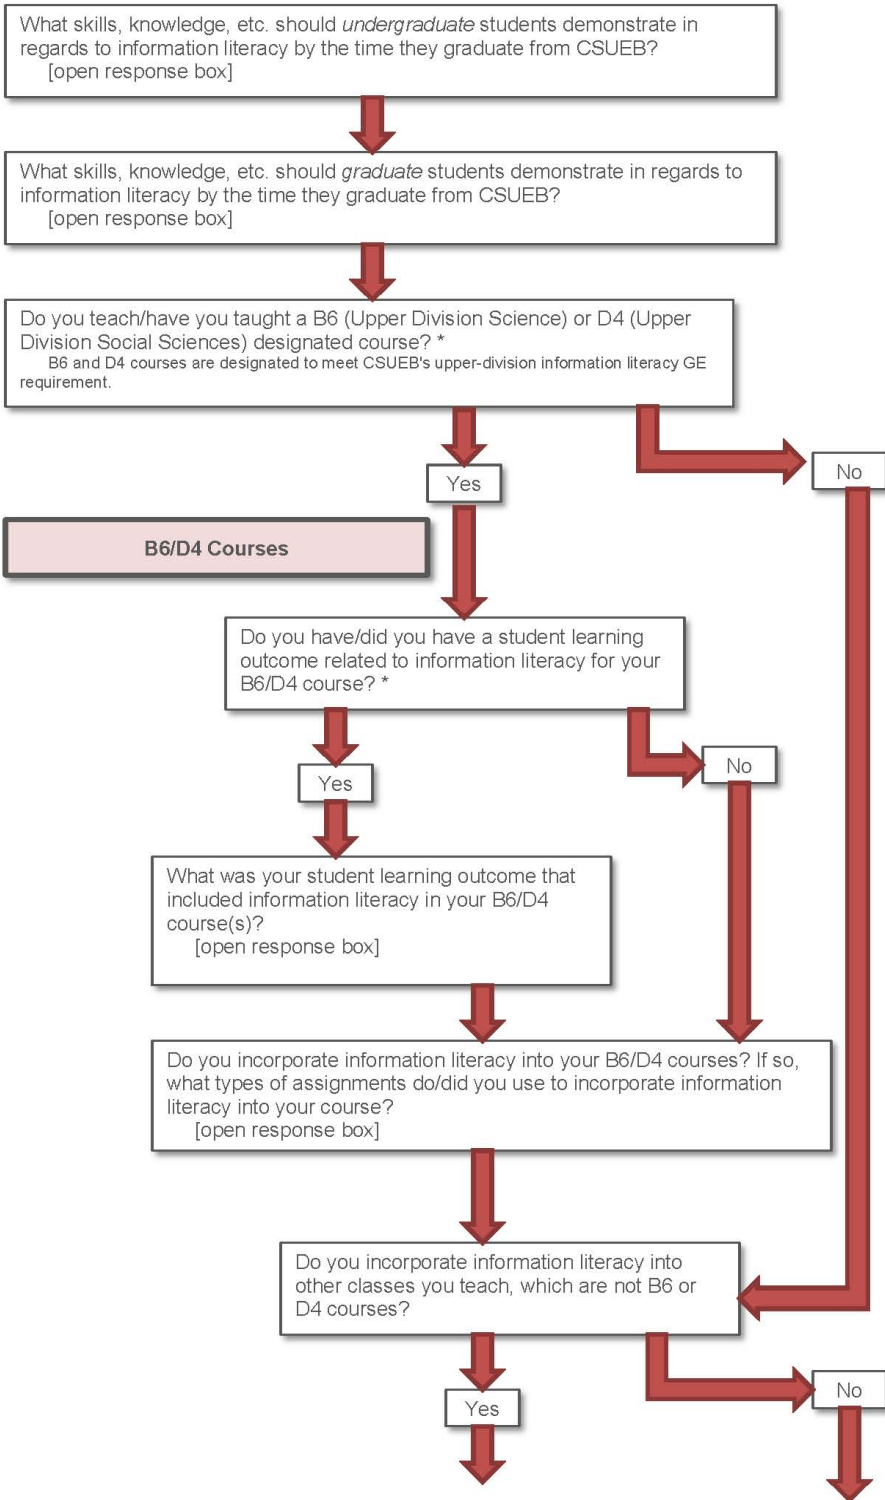 What skills, knowledge, etc. should undergraduate students demonstrate in
regards to information literacy by the time they graduate from CSUEB?
[open response box]
What skills, knowledge, etc. should graduate students demonstrate in regards to
information literacy by the time they graduate from CSUEB?
[open response box]
Do you teach/have you taught a B6 (Upper Division Science) or D4 (Upper
Division Social Sciences) designated course? *
B6 and D4 courses are designated to meet CSUEB's upper-division information literacy GE
requirement.
No
Yes
B6/D4 Courses
Do you have/did you have a student learning
outcome related to information literacy for your
B6/D4 course? *
No
Yes
What was your student learning outcome that
included information literacy in your B6/D4
course(s)?
[open response box]
Do you incorporate information literacy into your B6/D4 courses? If so,
what types of assignments do/did you use to incorporate information
literacy into your course?
[open response box]
Do you incorporate information literacy into
other classes you teach, which are not B6 or
D4 courses?
No
Yes